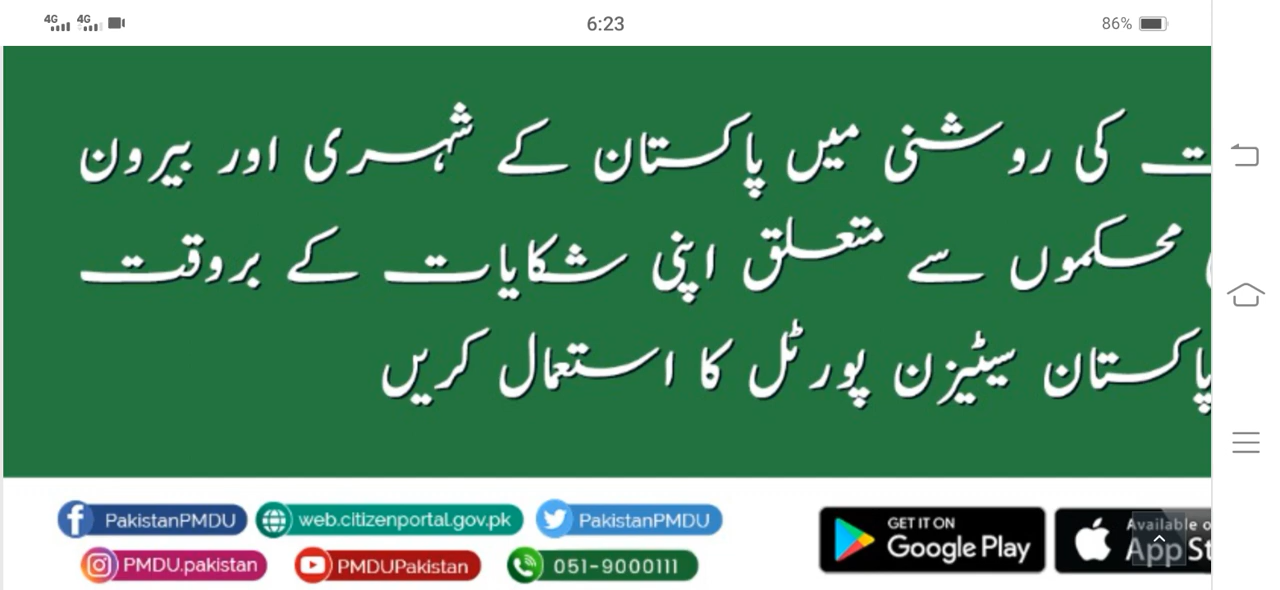 4G 4G 6:23 86%
ت کی روشنی میں پاکستان کے شہری اور بیرون
محکموں سے متعلق اپنی شکایات کے بروقت
پاکستان سیٹیزن پورٹل کا استعمال کریں
PakistanPMDU web.citizenportal.gov.pk PakistanPMDU
PMDU.pakistan PMDUPakistan 051-9000111
GET IT ON
Google Play
Available o
App St